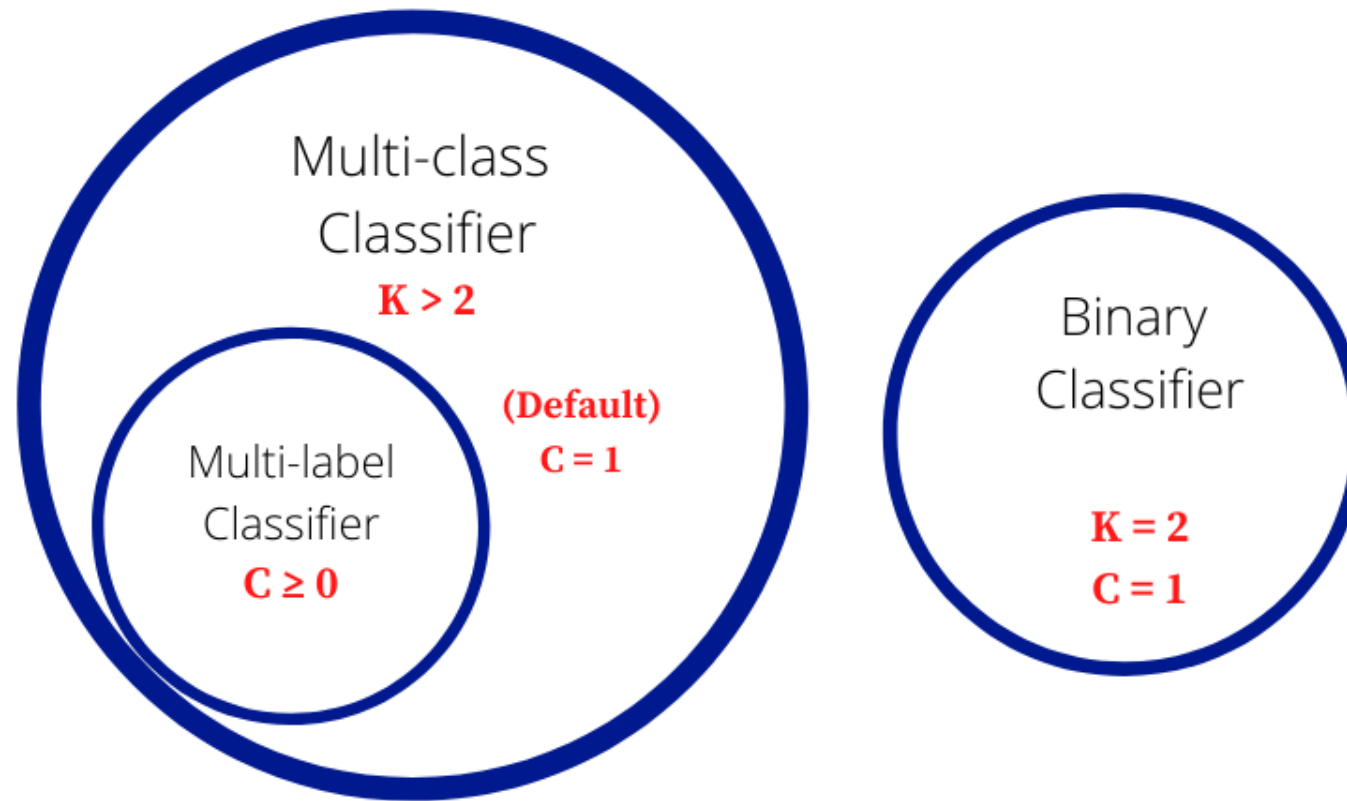 Multi-class
Classifier
K > 2
(Default)
C = 1
Multi-label
Classifier
C ≥ 0
Binary
Classifier
K = 2
C = 1